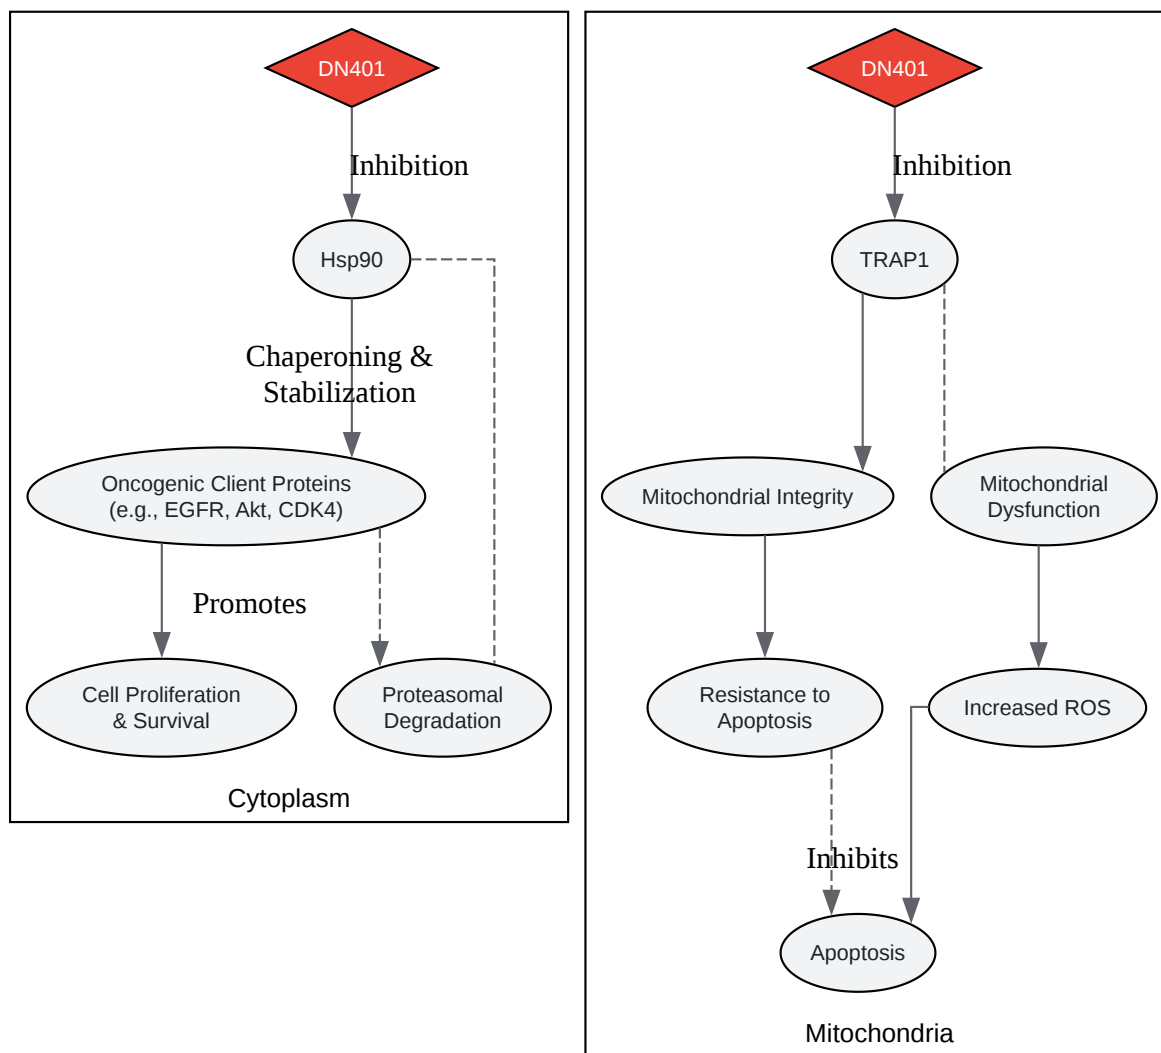 DN401
Inhibition
Hsp90
Chaperoning &
Stabilization
Oncogenic Client Proteins
(e.g., EGFR, Akt, CDK4)
Promotes
Cell Proliferation
& Survival
Proteasomal
Degradation
Cytoplasm
DN401
Inhibition
TRAP1
Mitochondrial Integrity
Mitochondrial
Dysfunction
Resistance to
Apoptosis
Increased ROS
Inhibits
Apoptosis
Mitochondria